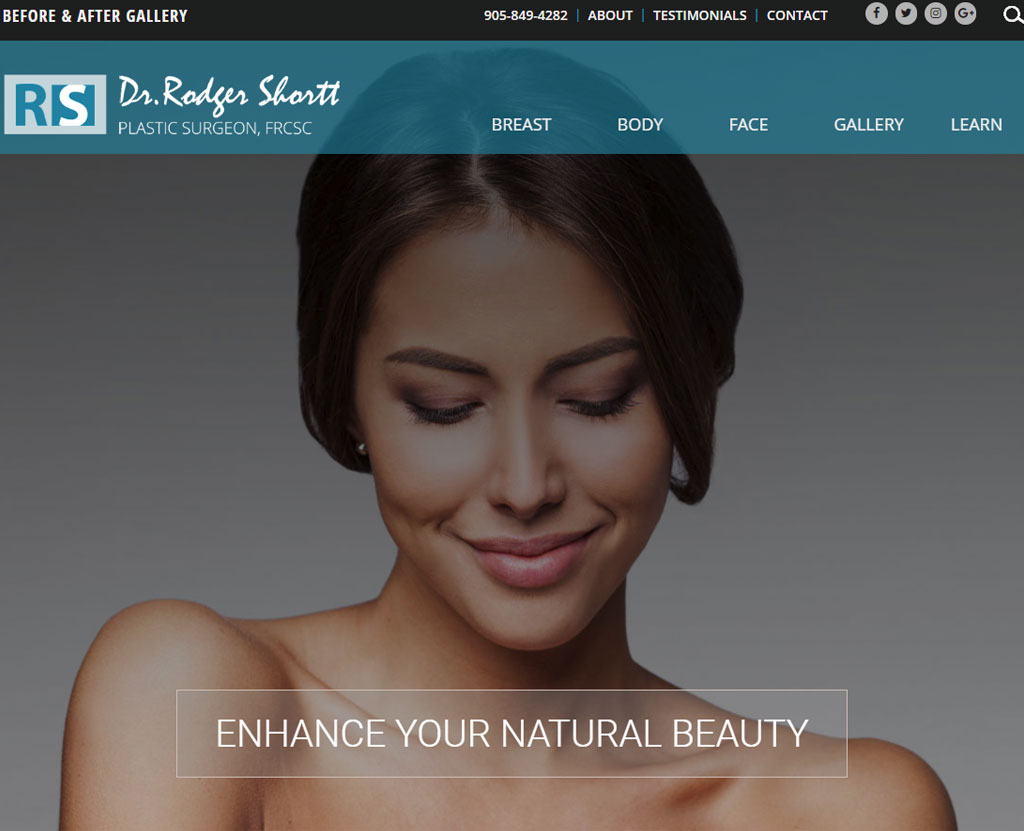 BEFORE & AFTER GALLERY
905-849-4282 | ABOUT | TESTIMONIALS | CONTACT
RS
Dr. Rodger Shortt
PLASTIC SURGEON, FRCSC
BREAST BODY FACE GALLERY LEARN
ENHANCE YOUR NATURAL BEAUTY